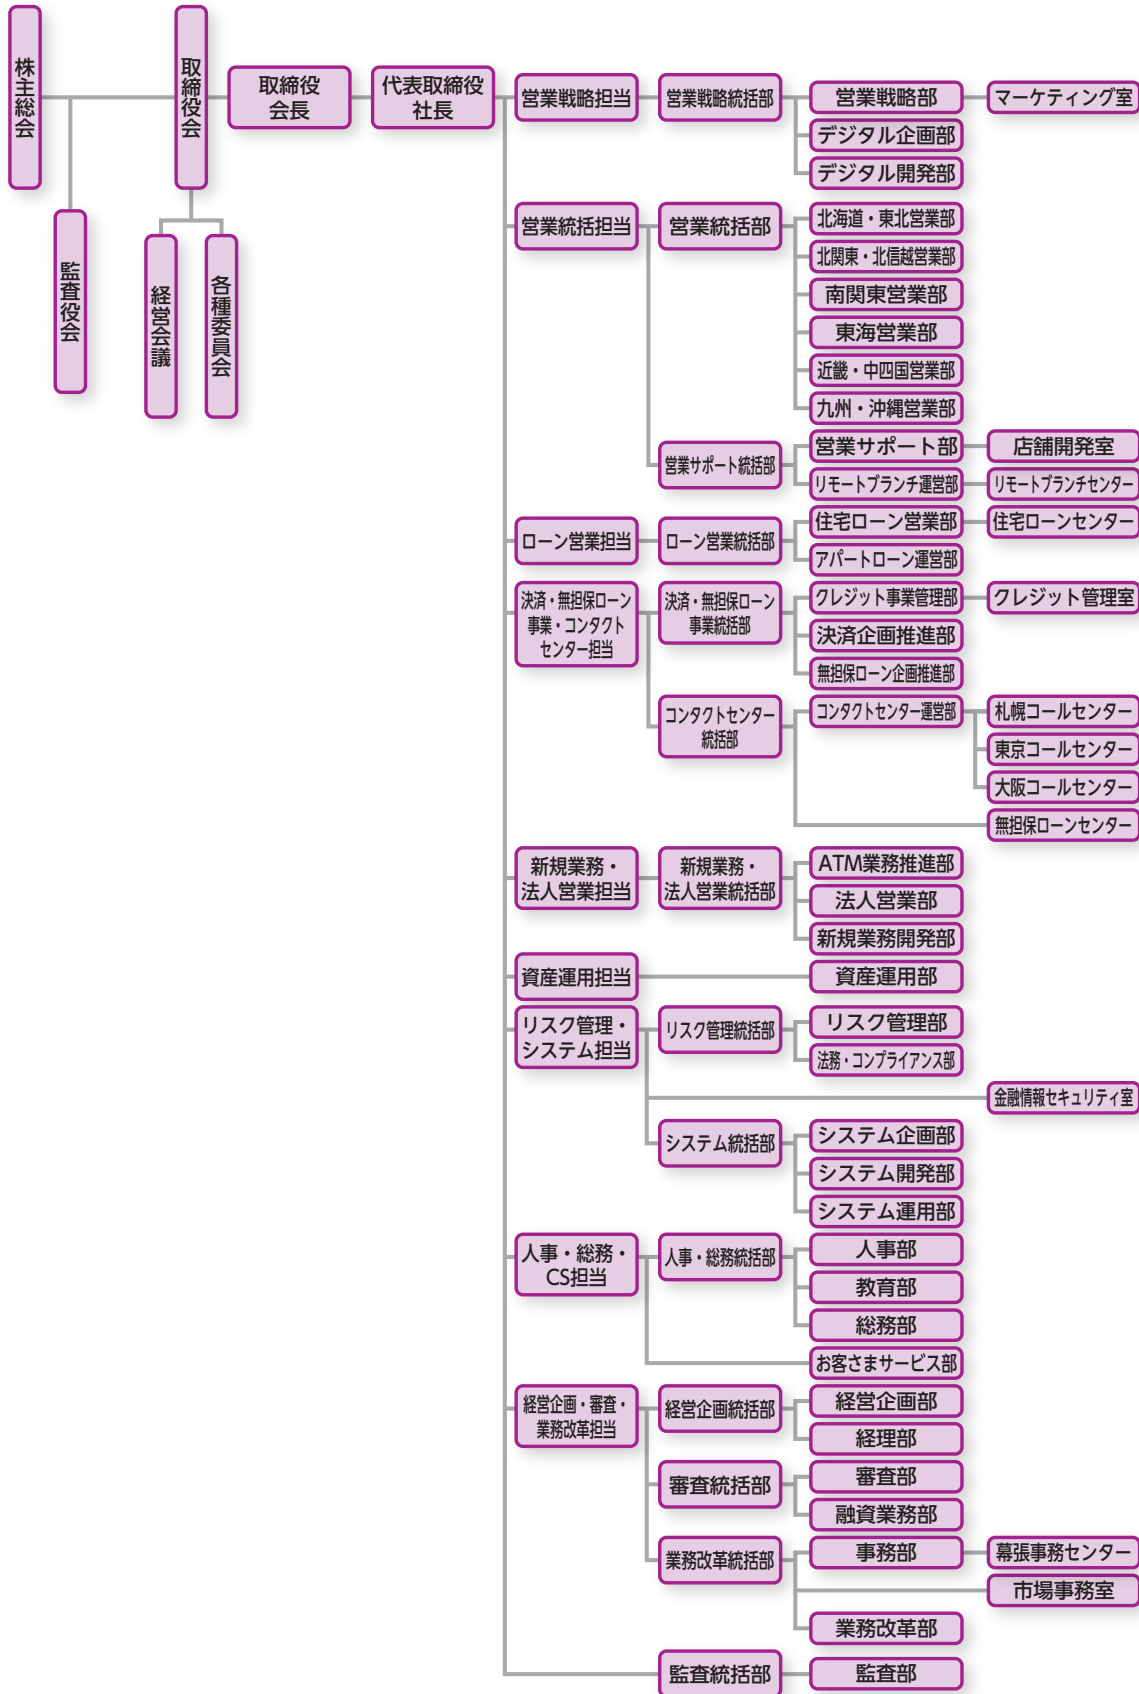 株主総会
監査役会
取締役会
経営会議
各種委員会
取締役
会長
代表取締役
社長
営業戦略担当
営業戦略統括部
営業戦略部
マーケティング室
デジタル企画部
デジタル開発部
営業統括担当
営業統括部
北海道・東北営業部
北関東・北信越営業部
南関東営業部
東海営業部
近畿・中四国営業部
九州・沖縄営業部
営業サポート統括部
営業サポート部
店舗開発室
リモートブランチ運営部
リモートブランチセンター
ローン営業担当
ローン営業統括部
住宅ローン営業部
住宅ローンセンター
アパートローン運営部
決済・無担保ローン
事業・コンタクト
センター担当
決済・無担保ローン
事業統括部
クレジット事業管理部
クレジット管理室
決済企画推進部
無担保ローン企画推進部
コンタクトセンター
統括部
コンタクトセンター運営部
札幌コールセンター
東京コールセンター
大阪コールセンター
無担保ローンセンター
新規業務・
法人営業担当
新規業務・
法人営業統括部
ATM業務推進部
法人営業部
新規業務開発部
資産運用担当
資産運用部
リスク管理・
システム担当
リスク管理統括部
リスク管理部
法務・コンプライアンス部
金融情報セキュリティ室
システム統括部
システム企画部
システム開発部
システム運用部
人事・総務・
CS担当
人事・総務統括部
人事部
教育部
総務部
お客さまサービス部
経営企画・審査・
業務改革担当
経営企画統括部
経営企画部
経理部
審査統括部
審査部
融資業務部
業務改革統括部
事務部
幕張事務センター
市場事務室
業務改革部
監査統括部
監査部